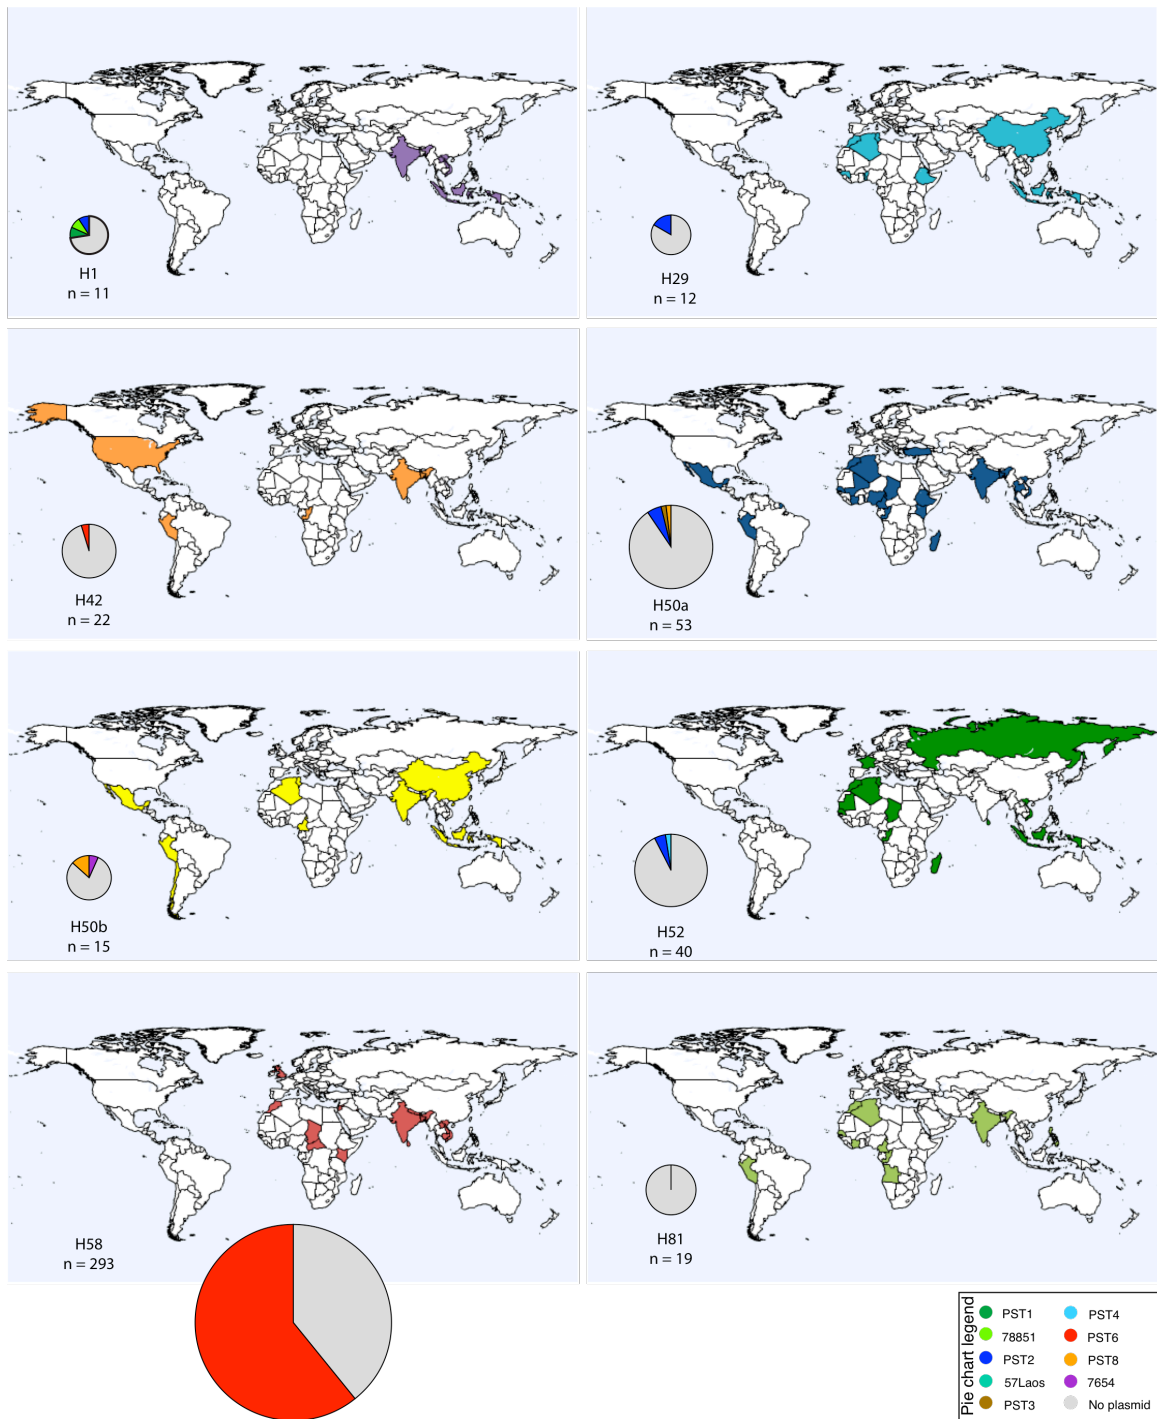 H1
n = 11
H29
n = 12
H42
n = 22
H50a
n = 53
H50b
n = 15
H52
n = 40
H58
n = 293
H81
n = 19
Pie chart legend
PST1
78851
PST2
57Laos
PST3
PST4
PST6
PST8
7654
No plasmid